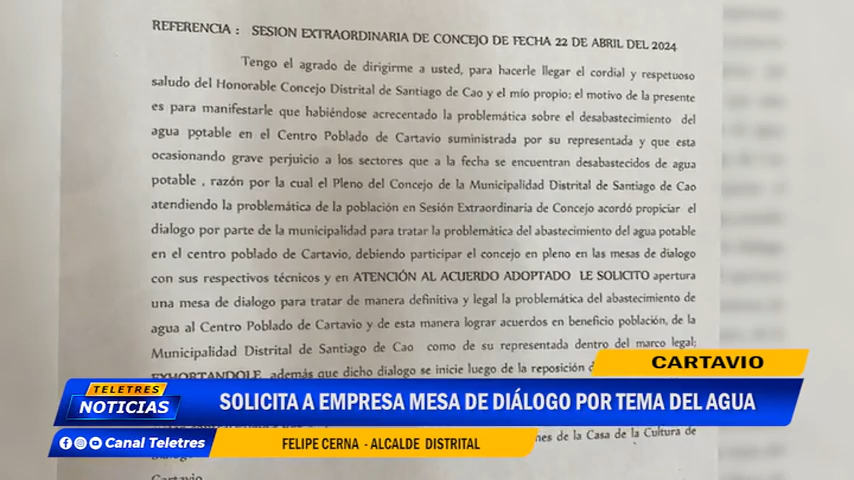 REFERENCIA : SESION EXTRAORDINARIA DE CONCEJO DE FECHA 22 DE ABRIL DEL 2024
Tengo el agrado de dirigirme a usted, para hacerle llegar el cordial y respetuoso
saludo del Honorable Concejo Distrital de Santiago de Cao y el mío propio; el motivo de la presente
es para manifestarle que habiéndose acrecentado la problemática sobre el desabastecimiento del
agua potable en el Centro Poblado de Cartavio suministrada por su representada y que esta
ocasionando grave perjuicio a los sectores que a la fecha se encuentran desabastecidos de agua
potable , razón por la cual el Pleno del Concejo de la Municipalidad Distrital de Santiago de Cao
atendiendo la problemática de la población en Sesión Extraordinaria de Concejo acordó propiciar el
dialogo por parte de la municipalidad para tratar la problemática del abastecimiento del agua potable
en el centro poblado de Cartavio, debiendo participar el concejo en pleno en las mesas de dialogo
con sus respectivos técnicos y en ATENCIÓN AL ACUERDO ADOPTADO LE SOLICITO apertura
una mesa de dialogo para tratar de manera definitiva y legal la problemática del abastecimiento de
agua al Centro Poblado de Cartavio y de esta manera lograr acuerdos en beneficio población, de la
Municipalidad Distrital de Santiago de Cao como de su representada dentro del marco legal;
EXHORTANDOLE además que dicho dialogo se inicie luego de la reposición
CARTAVIO
TELETRES
NOTICIAS
SOLICITA A EMPRESA MESA DE DIÁLOGO POR TEMA DEL AGUA
Canal Teletres
FELIPE CERNA - ALCALDE DISTRITAL
nes de la Casa de la Cultura de
Cartavio